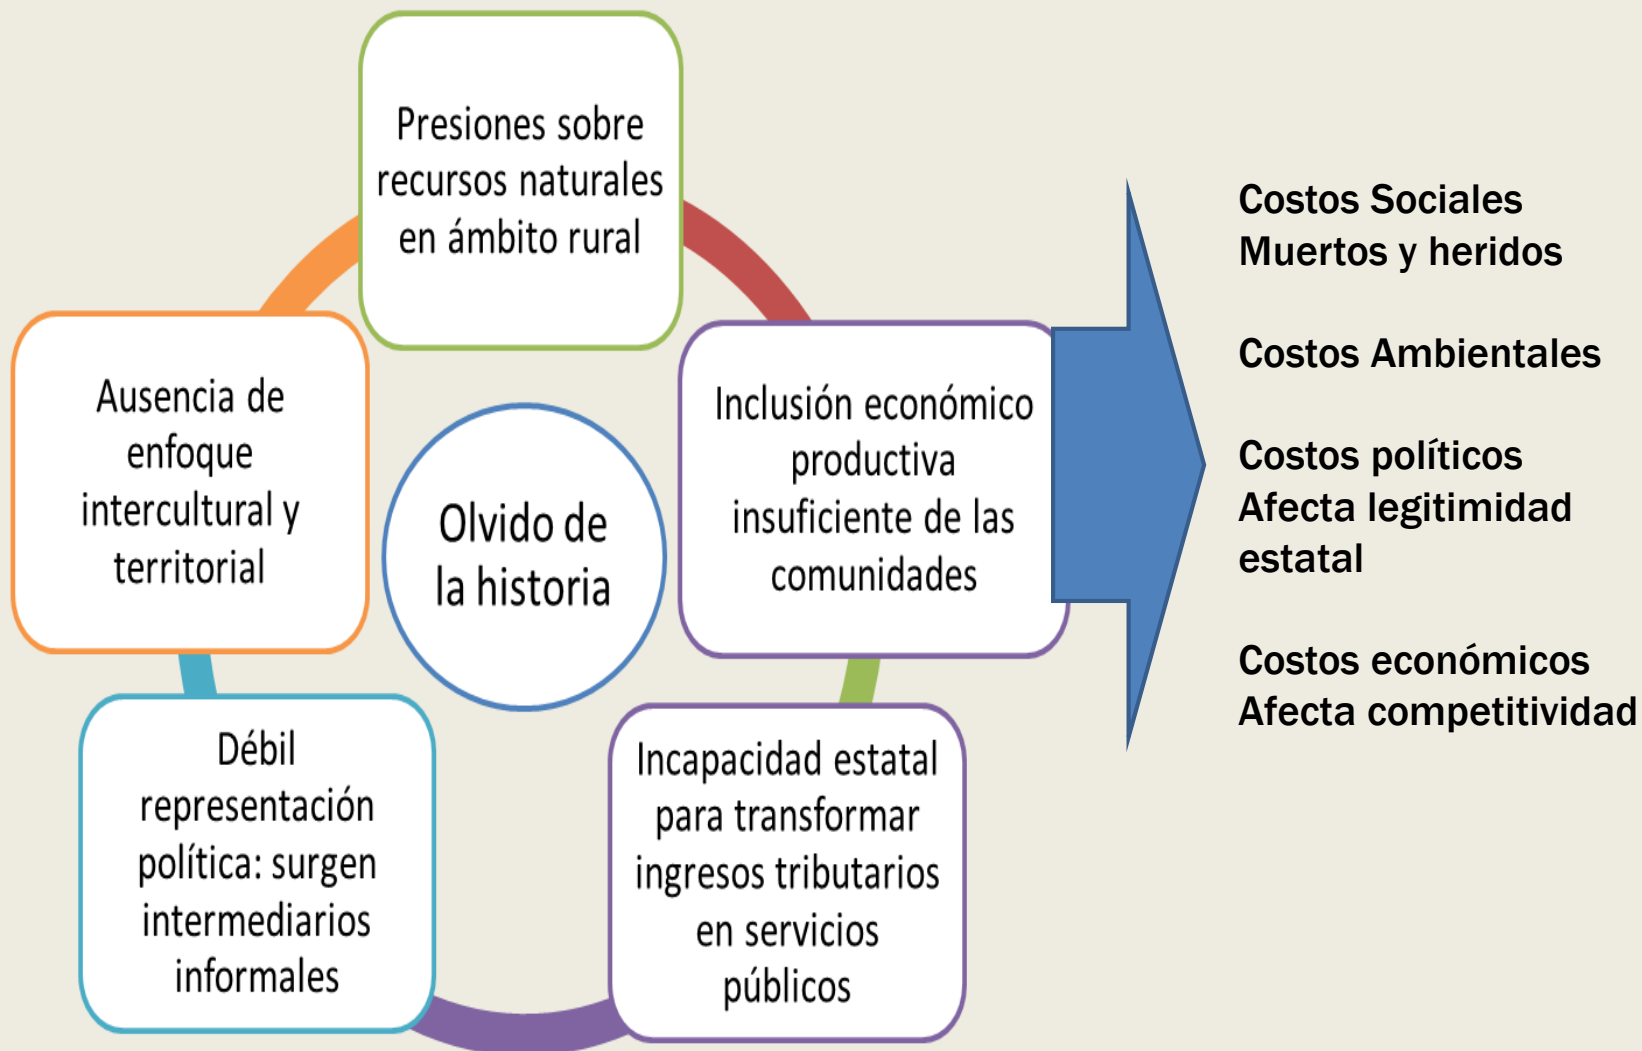 Presiones sobre
recursos naturales
en ámbito rural
Inclusión económico
productiva
insuficiente de las
comunidades
Incapacidad estatal
para transformar
ingresos tributarios
en servicios
públicos
Débil
representación
política: surgen
intermediarios
informales
Ausencia de
enfoque
intercultural y
territorial
Olvido de
la historia
Costos Sociales
Muertos y heridos
Costos Ambientales
Costos políticos
Afecta legitimidad
estatal
Costos económicos
Afecta competitividad